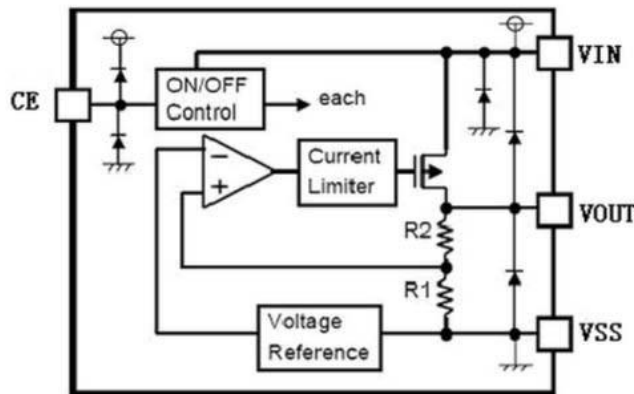 VIN
CE
ON/OFF
Control
each
−
+
Current
Limiter
R2
VOUT
R1
Voltage
Reference
VSS